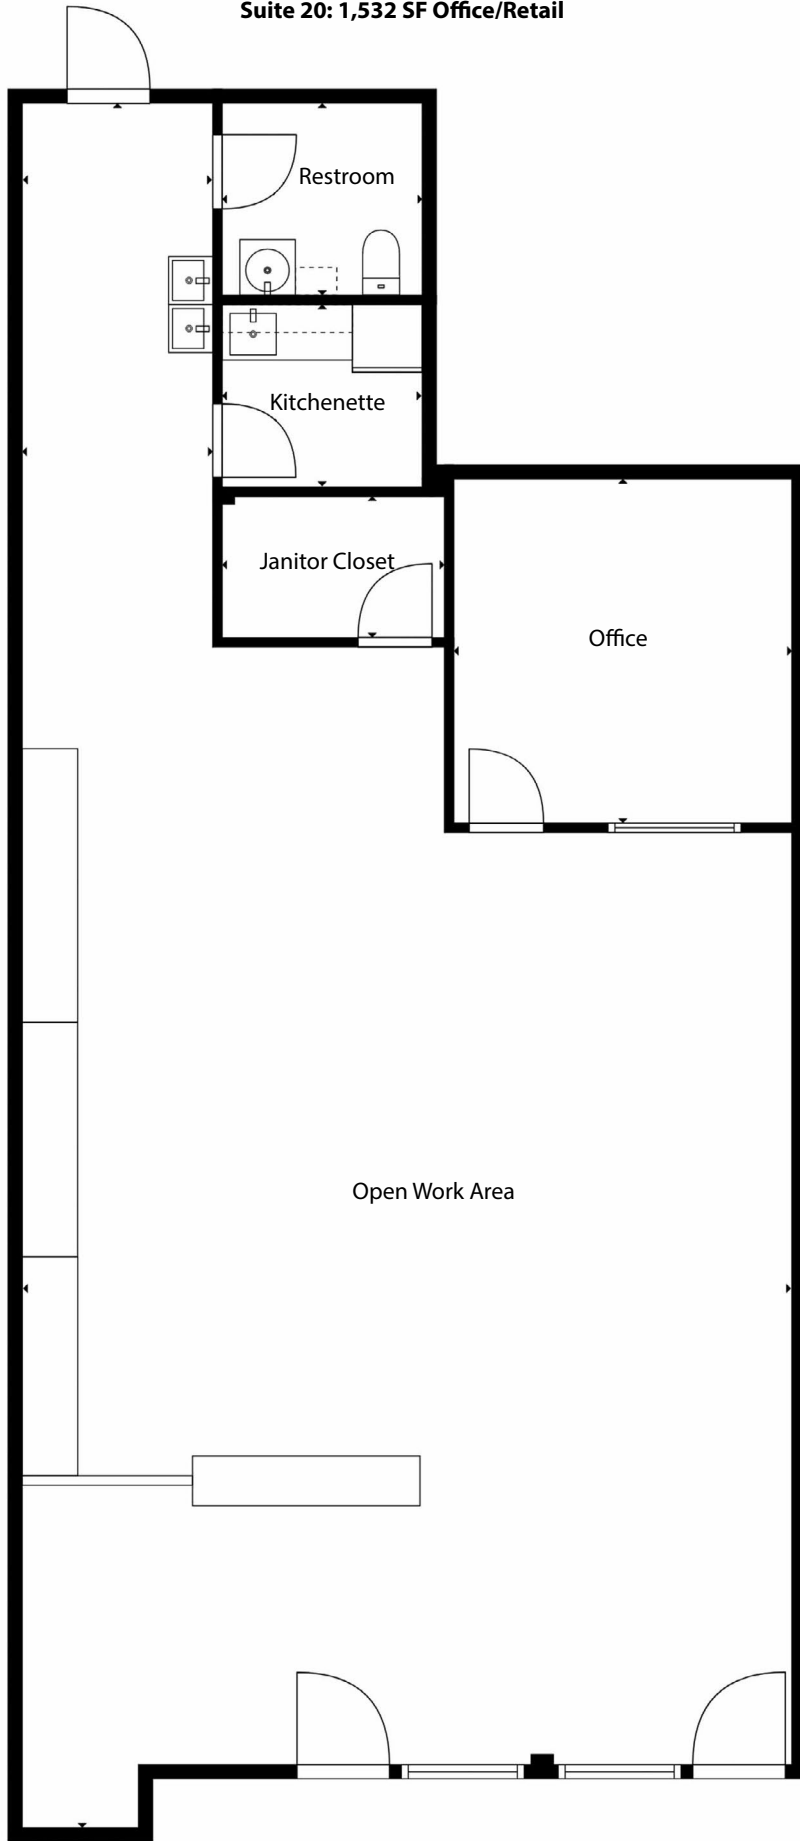 Suite 20: 1,532 SF Office/Retail
Restroom
Kitchenette
Janitor Closet
Office
Open Work Area